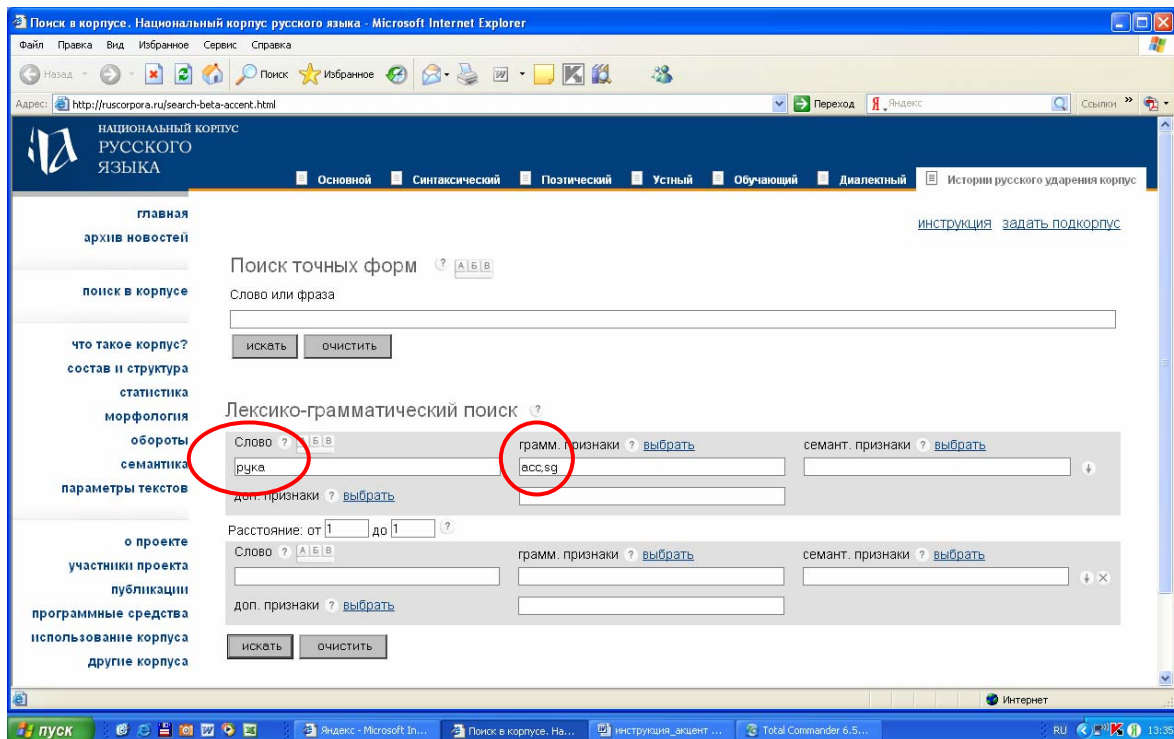 Поиск в корпусе. Национальный корпус русского языка - Microsoft Internet Explorer
Файл Правка Вид Избранное Сервис Справка
Назад Поиск Избранное
Адрес: http://ruscorpora.ru/search-beta-accent.html Переход Яндекс Ссылки »
НАЦИОНАЛЬНЫЙ КОРПУС
РУССКОГО
ЯЗЫКА
Основной Синтаксический Поэтический Устный Обучающий Диалектный Истории русского ударения корпус
главная
архив новостей
поиск в корпусе
что такое корпус?
состав и структура
статистика
морфология
обороты
семантика
параметры текстов
о проекте
участники проекта
публикации
программные средства
использование корпуса
другие корпуса
инструкция задать подкорпус
Поиск точных форм ? А Б В
Слово или фраза
искать очистить
Лексико-грамматический поиск ?
Слово ? А Б В грамм. признаки ? выбрать семант. признаки ? выбрать
рука acc,sg
доп. признаки ? выбрать
Расстояние: от 1 до 1 ?
Слово ? А Б В грамм. признаки ? выбрать семант. признаки ? выбрать
доп. признаки ? выбрать
искать очистить
Интернет
пуск Яндекс - Microsoft In... Поиск в корпусе. На... инструкция_акцент ... Total Commander 6.5... RU 13:39